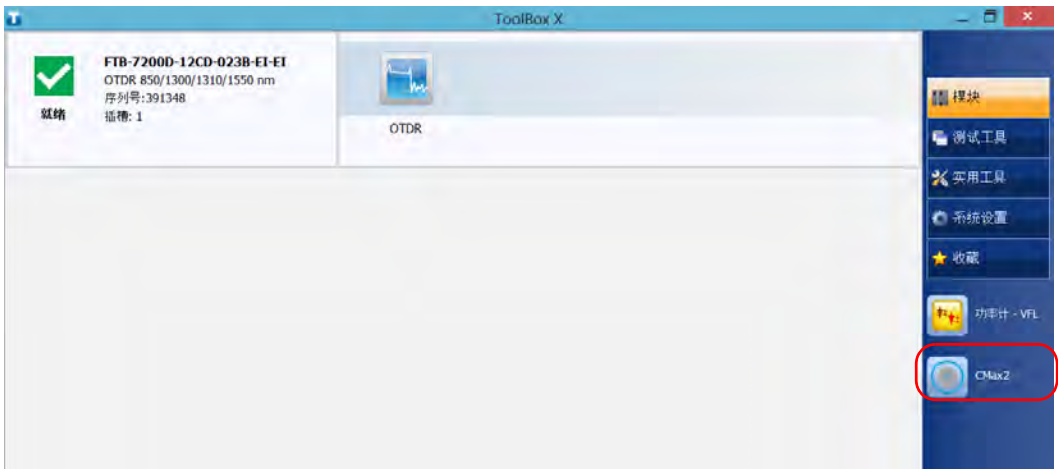 ToolBox X
FTB-7200D-12CD-023B-EI-EI
OTDR 850/1300/1310/1550 nm
序列号:391348
插槽: 1
就绪
OTDR
模块
测试工具
实用工具
系统设置
收藏
功率计 - VFL
CMax2